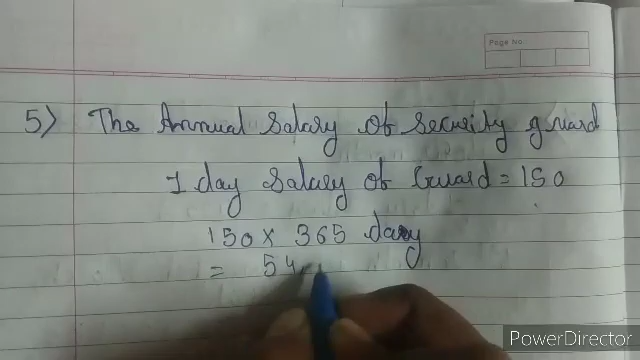 Page No
5) The Annual Salary of Security guard
1 day Salary of Guard = 150
150 x 365 day
= 54
PowerDirector